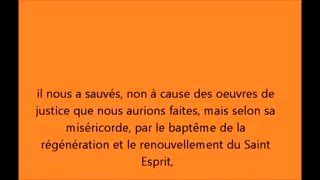 il nous a sauvés, non à cause des oeuvres de
justice que nous aurions faites, mais selon sa
miséricorde, par le baptême de la
régénération et le renouvellement du Saint
Esprit,